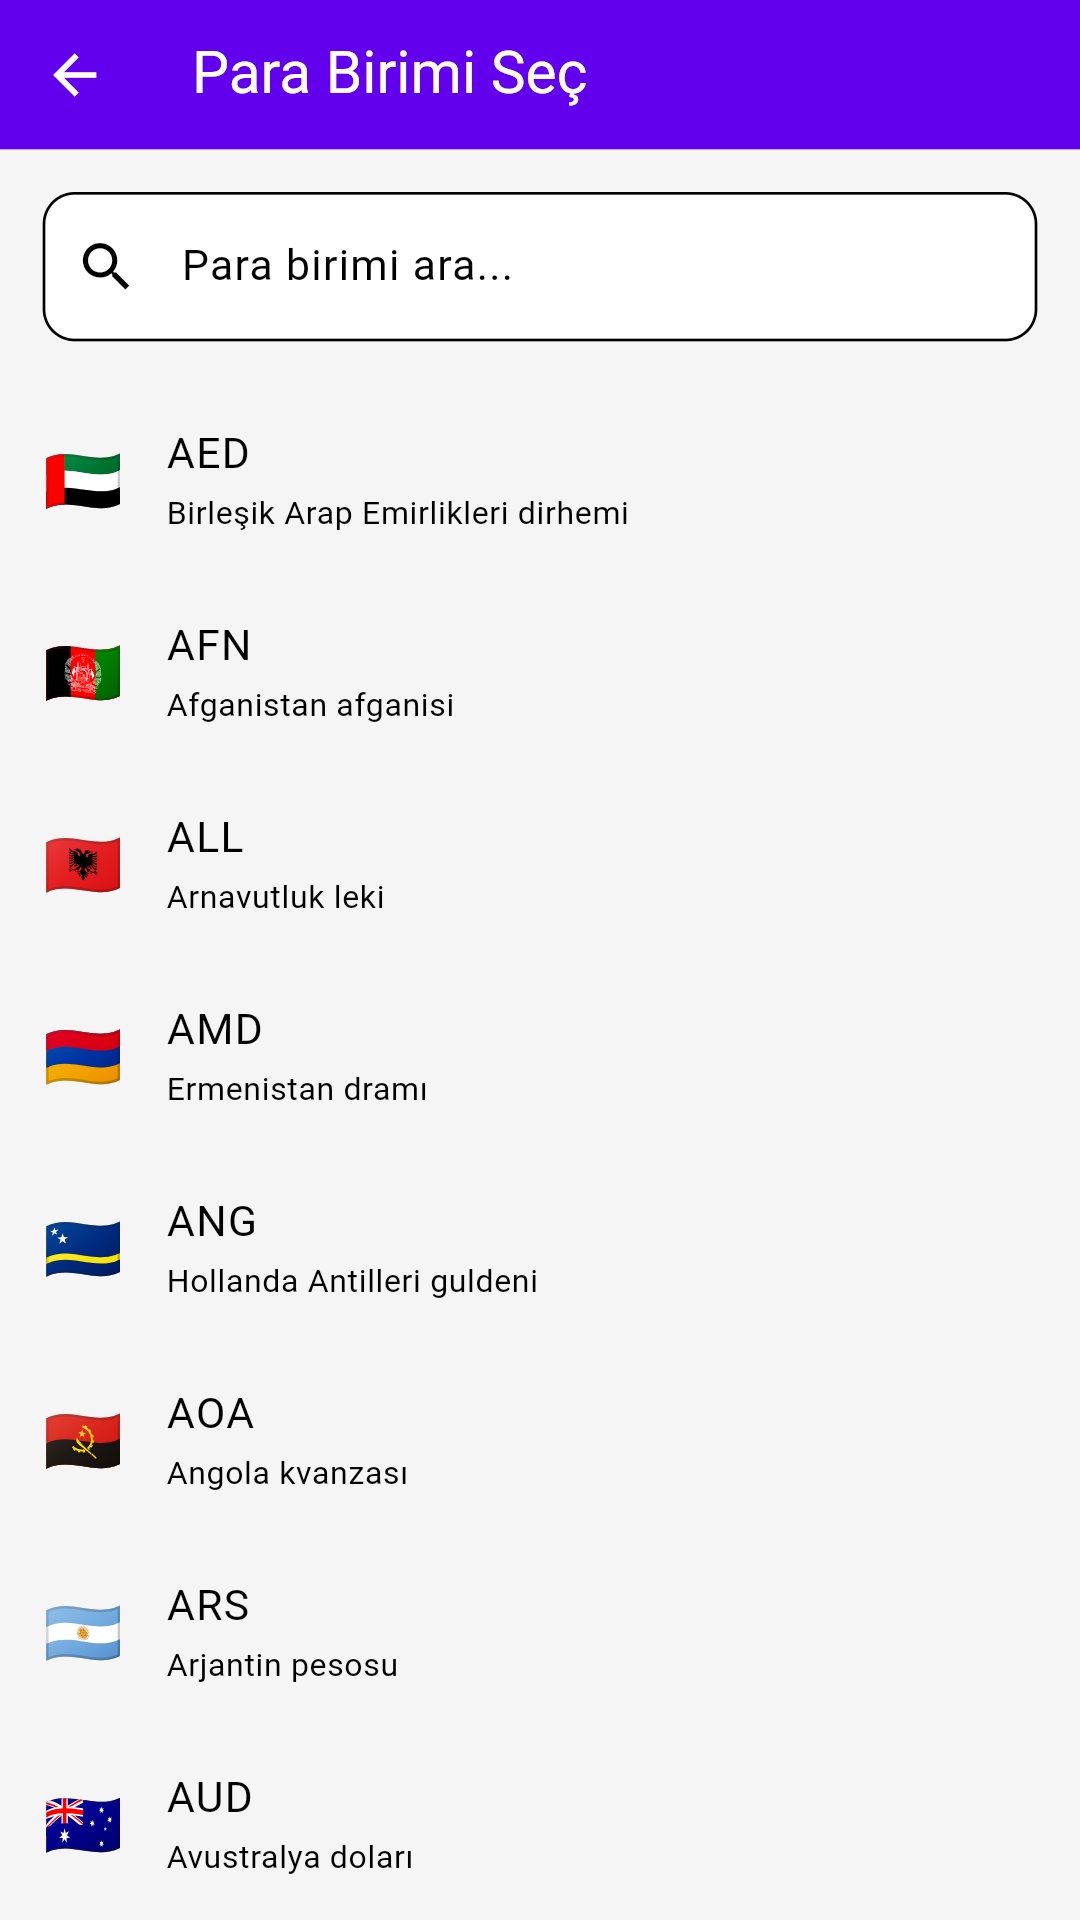 Para Birimi Seç
Para birimi ara...
AED
Birleşik Arap Emirlikleri dirhemi
AFN
Afganistan afganisi
ALL
Arnavutluk leki
AMD
Ermenistan dramı
ANG
Hollanda Antilleri guldeni
AOA
Angola kvanzası
ARS
Arjantin pesosu
AUD
Avustralya doları